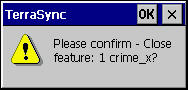 TerraSync OK ×
Please confirm - Close
feature: 1 crime_x?